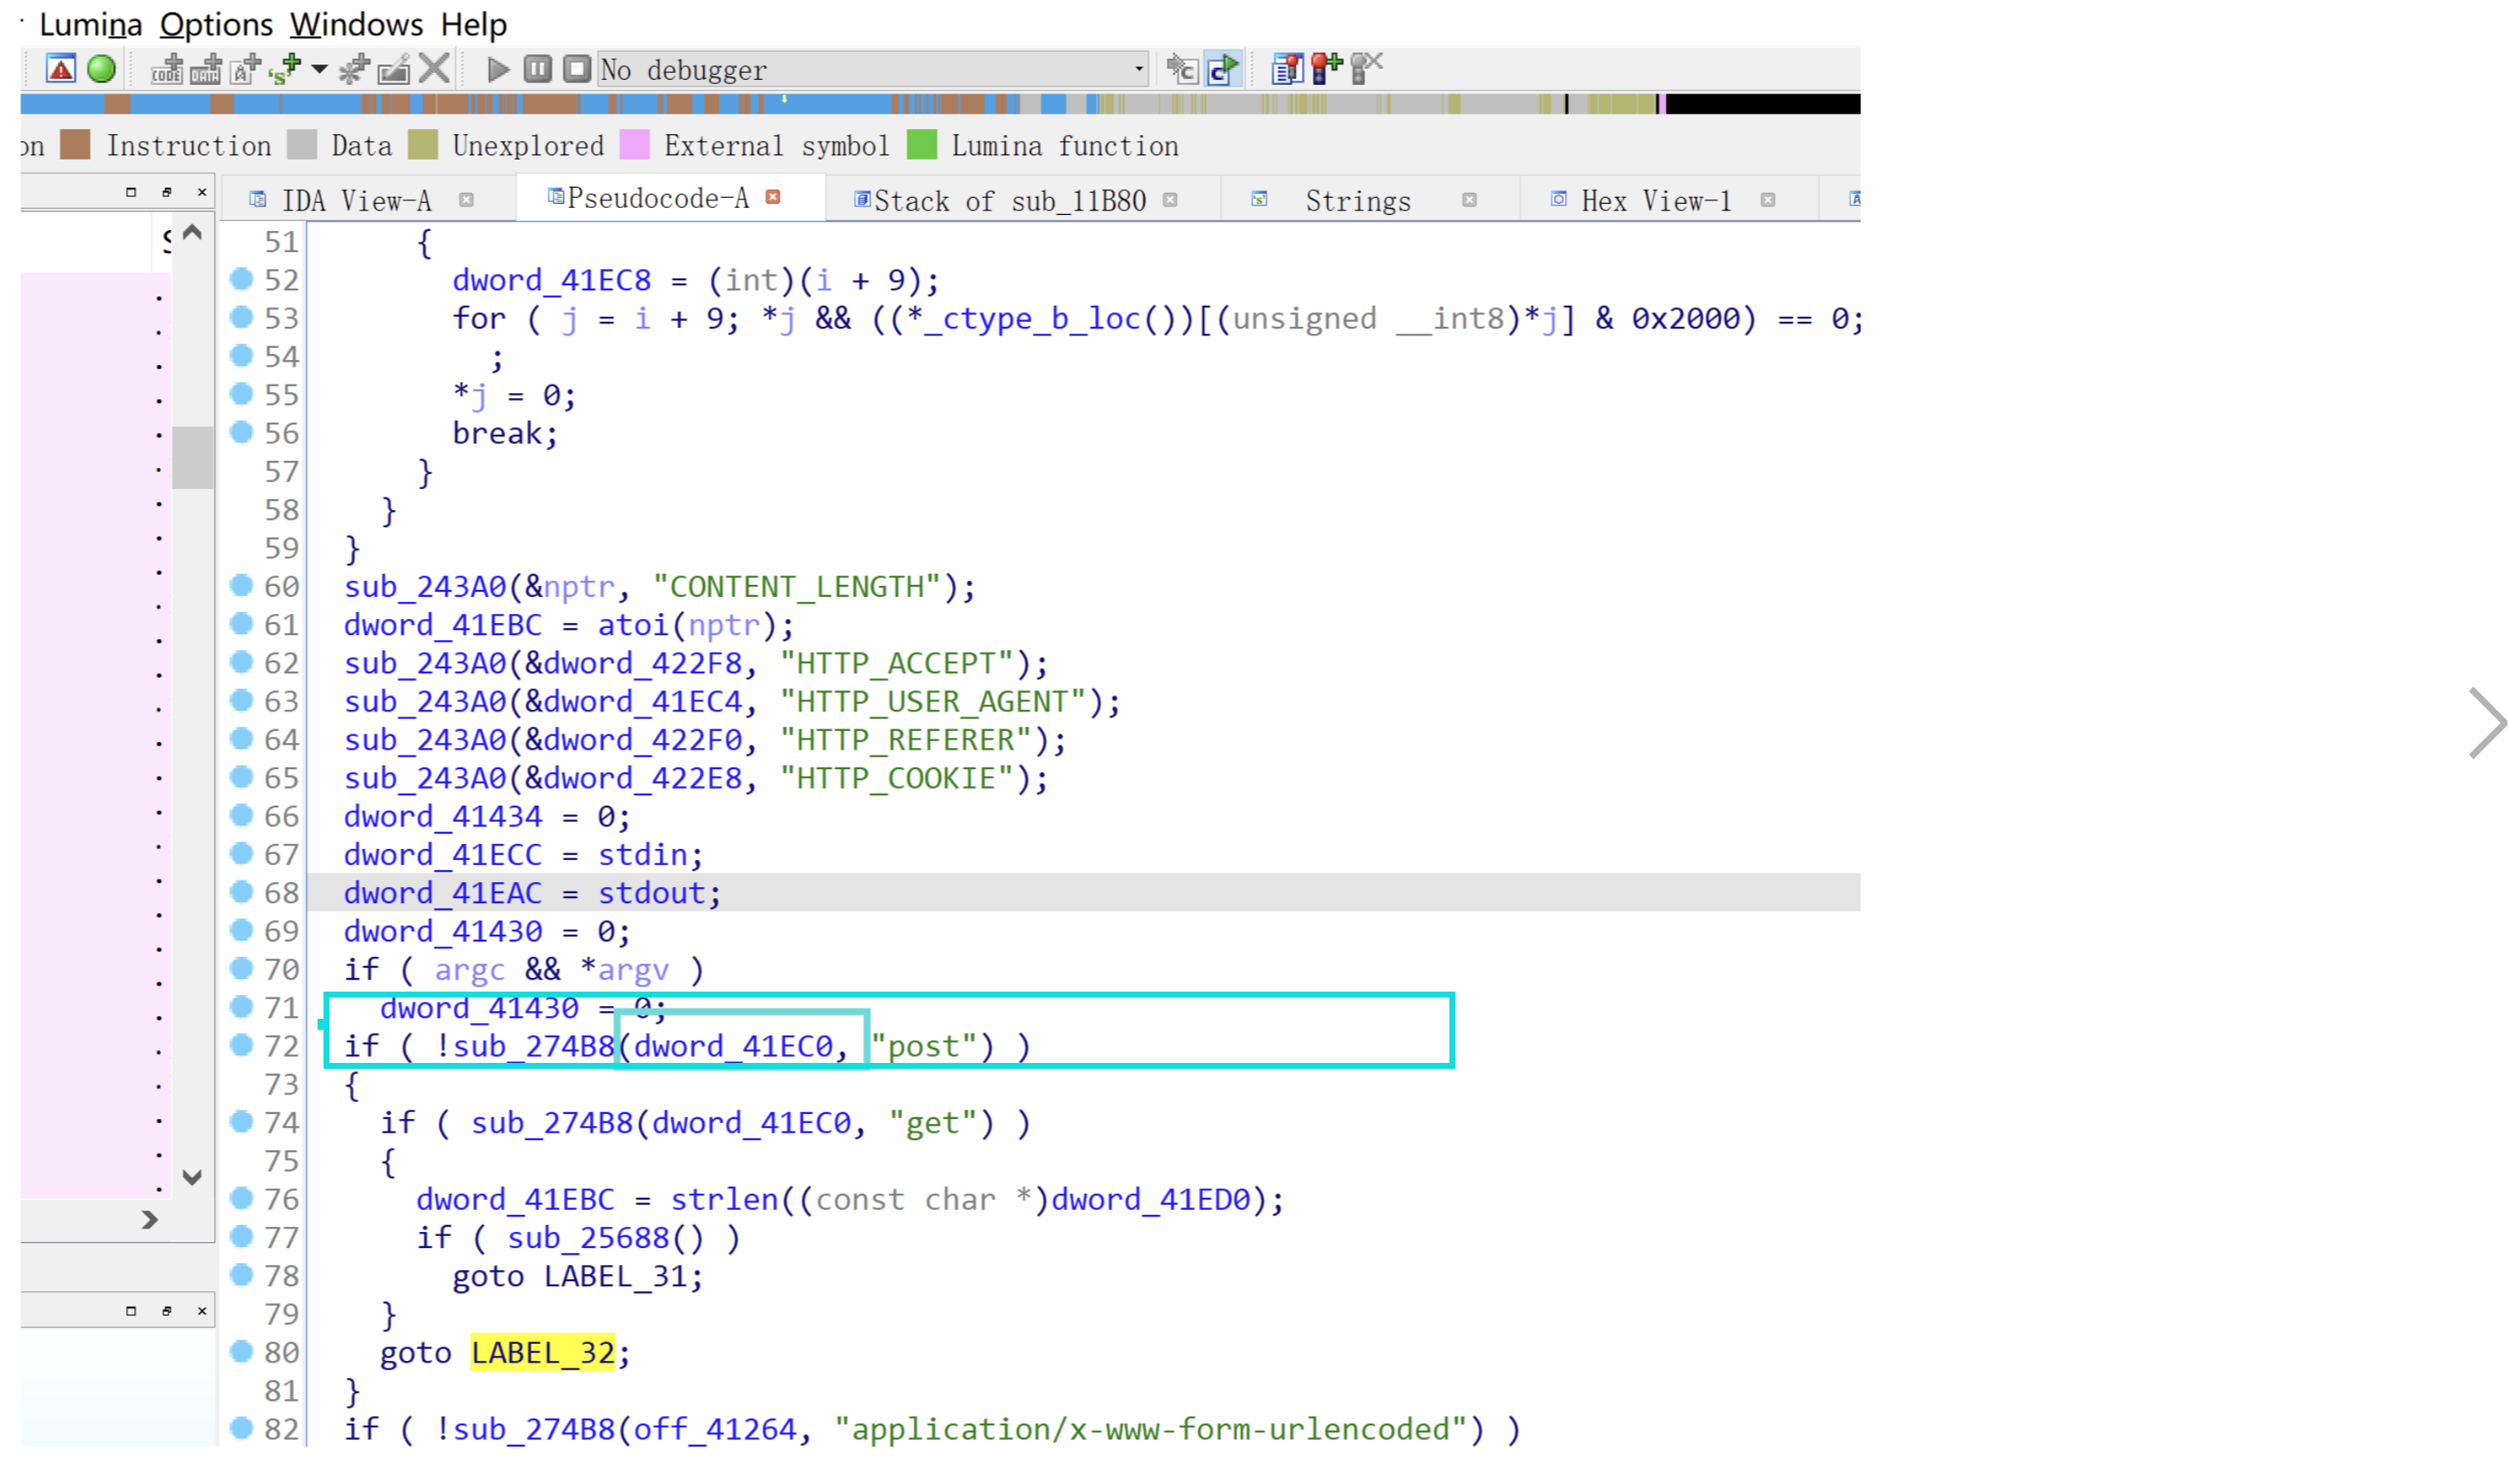 Lumina Options Windows Help
No debugger
on Instruction Data Unexplored External symbol Lumina function
IDA View-A Pseudocode-A Stack of sub_11B80 Strings Hex View-1
51 {
52 dword_41EC8 = (int)(i + 9);
53 for ( j = i + 9; *j && ((*_ctype_b_loc())[(unsigned __int8)*j] & 0x2000) == 0;
54 ;
55 *j = 0;
56 break;
57 }
58 }
59 }
60 sub_243A0(&nptr, "CONTENT_LENGTH");
61 dword_41EBC = atoi(nptr);
62 sub_243A0(&dword_422F8, "HTTP_ACCEPT");
63 sub_243A0(&dword_41EC4, "HTTP_USER_AGENT");
64 sub_243A0(&dword_422F0, "HTTP_REFERER");
65 sub_243A0(&dword_422E8, "HTTP_COOKIE");
66 dword_41434 = 0;
67 dword_41ECC = stdin;
68 dword_41EAC = stdout;
69 dword_41430 = 0;
70 if ( argc && *argv )
71 dword_41430 = 0;
72 if ( !sub_274B8(dword_41EC0, "post") )
73 {
74 if ( sub_274B8(dword_41EC0, "get") )
75 {
76 dword_41EBC = strlen((const char *)dword_41ED0);
77 if ( sub_25688() )
78 goto LABEL_31;
79 }
80 goto LABEL_32;
81 }
82 if ( !sub_274B8(off_41264, "application/x-www-form-urlencoded") )